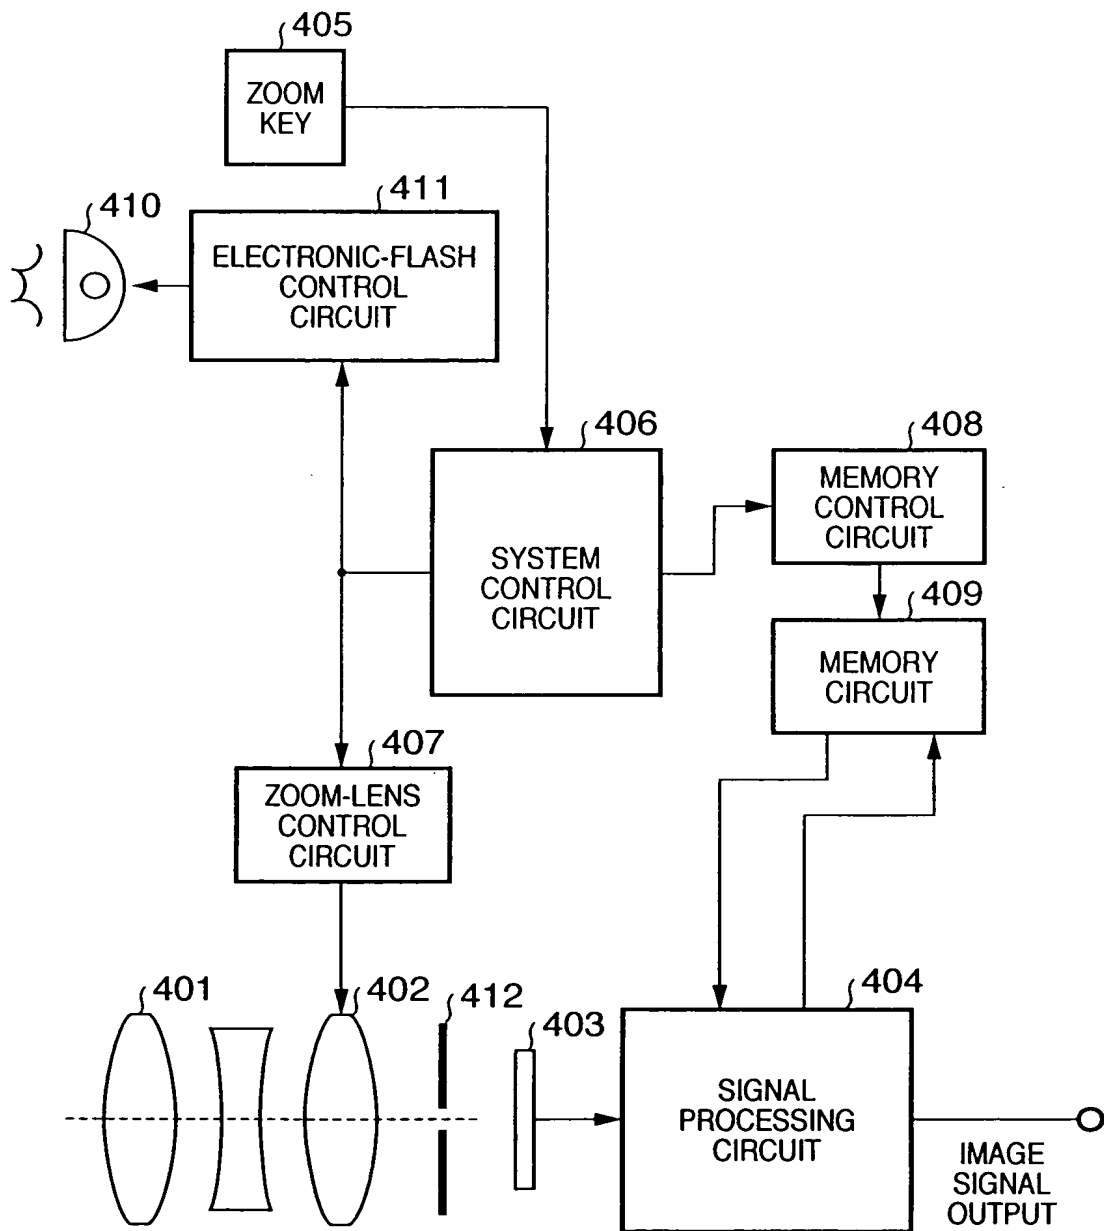 405
ZOOM
KEY
410
411
ELECTRONIC-FLASH
CONTROL
CIRCUIT
406
SYSTEM
CONTROL
CIRCUIT
408
MEMORY
CONTROL
CIRCUIT
409
MEMORY
CIRCUIT
407
ZOOM-LENS
CONTROL
CIRCUIT
401
402
412
403
404
SIGNAL
PROCESSING
CIRCUIT
IMAGE
SIGNAL
OUTPUT